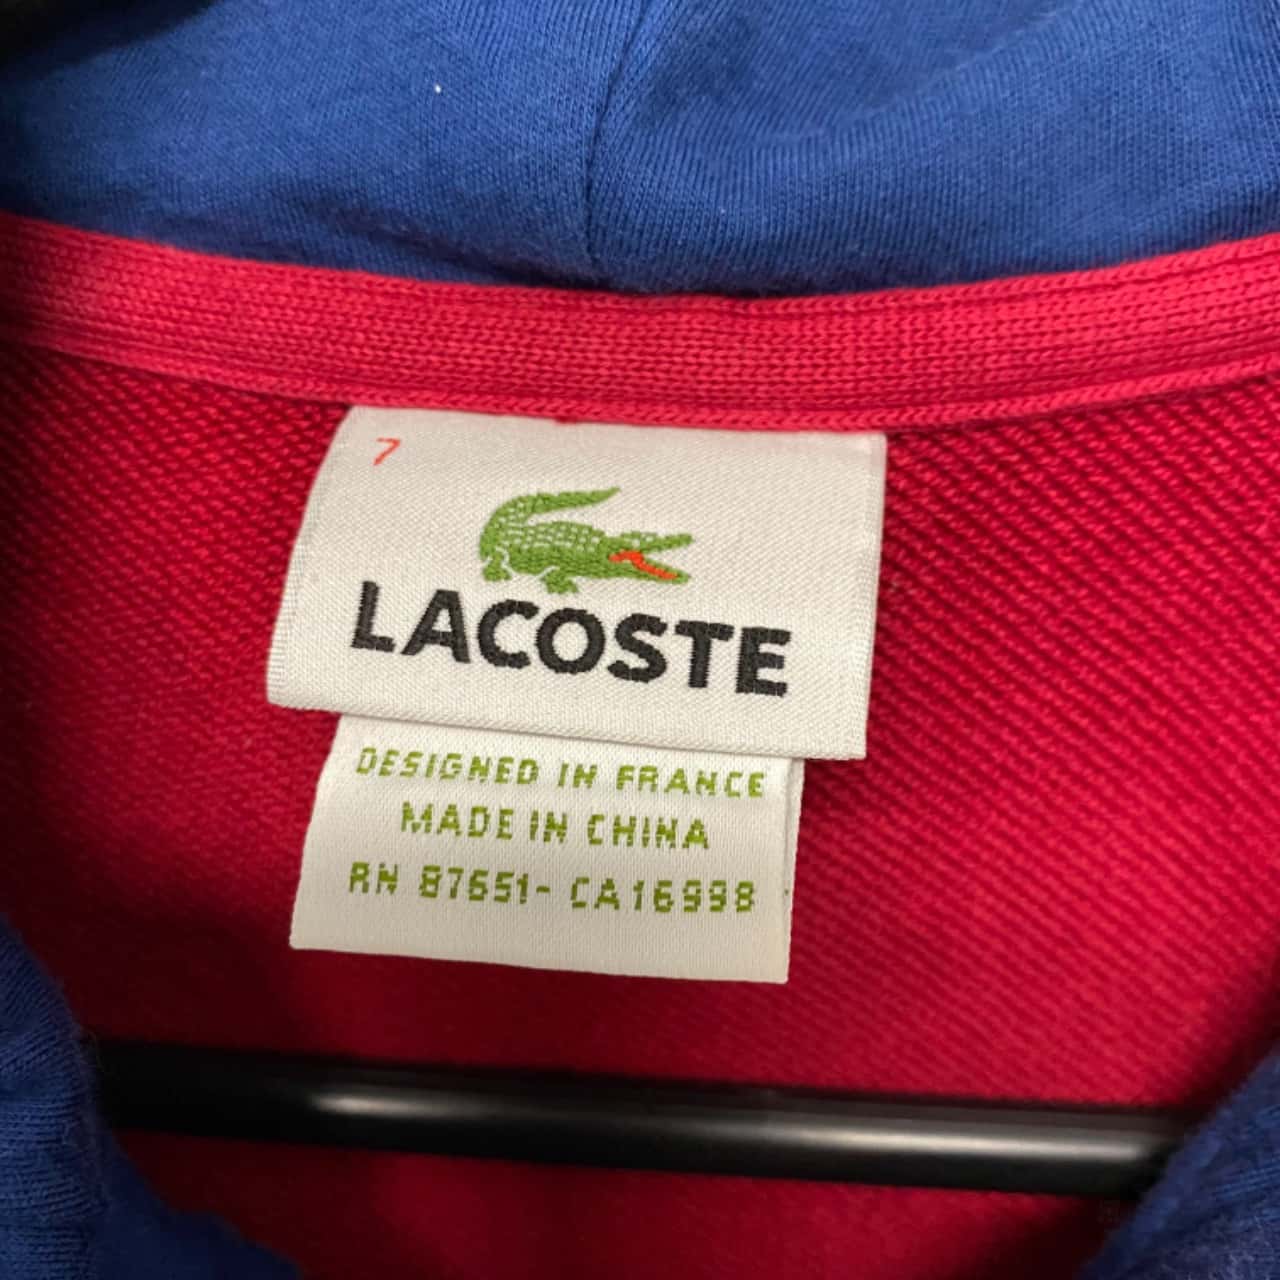 7
LACOSTE
DESIGNED IN FRANCE
MADE IN CHINA
RN 87651- CA16998